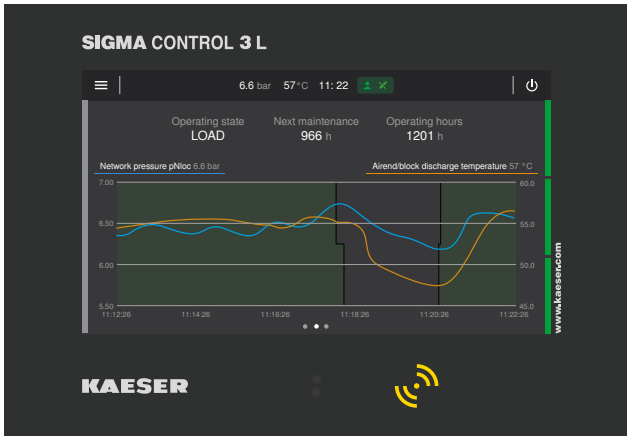 SIGMA CONTROL 3 L
6.6 bar 57°C 11:22
Operating state Next maintenance Operating hours
LOAD 966 h 1201 h
Network pressure pNloc 6.6 bar Airend/block discharge temperature 57 °C
7.00 60.0
6.50 55.0
6.00 50.0
5.50 45.0
11:12:26 11:14:26 11:16:26 11:18:26 11:20:26 11:22:26
www.kaeser.com
KAESER